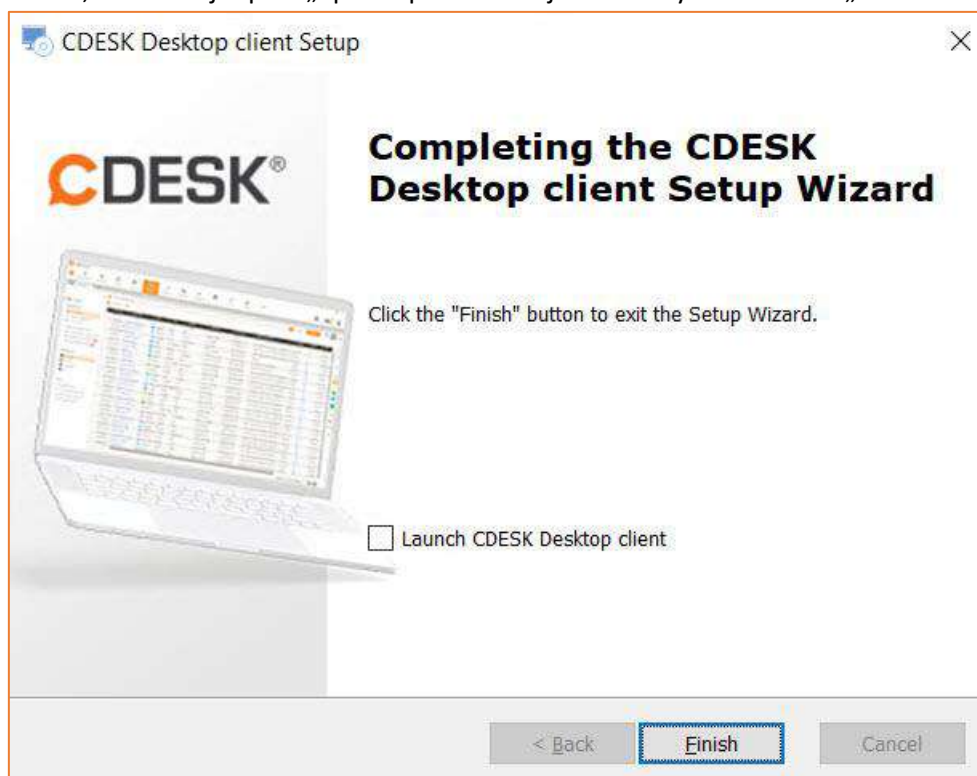 CDESK Desktop client Setup
CDESK®
Completing the CDESK
Desktop client Setup Wizard
Click the "Finish" button to exit the Setup Wizard.
Launch CDESK Desktop client
< Back
Finish
Cancel